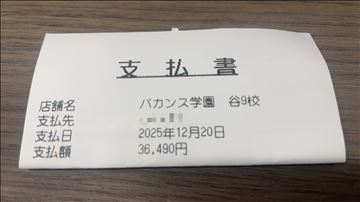 支払書
店舗名 バカンス学園 谷9校
支払先
支払日 2025年12月20日
支払額 36,490円